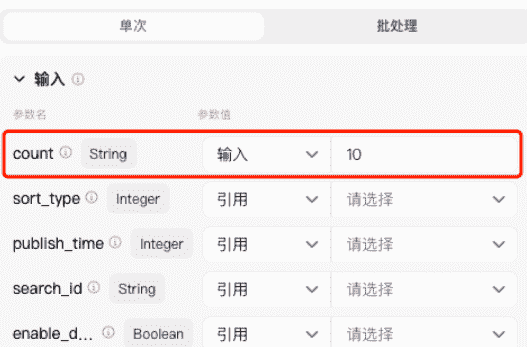 单次 批处理
输入
参数名 参数值
count String 输入 10
sort_type Integer 引用 请选择
publish_time Integer 引用 请选择
search_id String 引用 请选择
enable_d... Boolean 引用 请选择